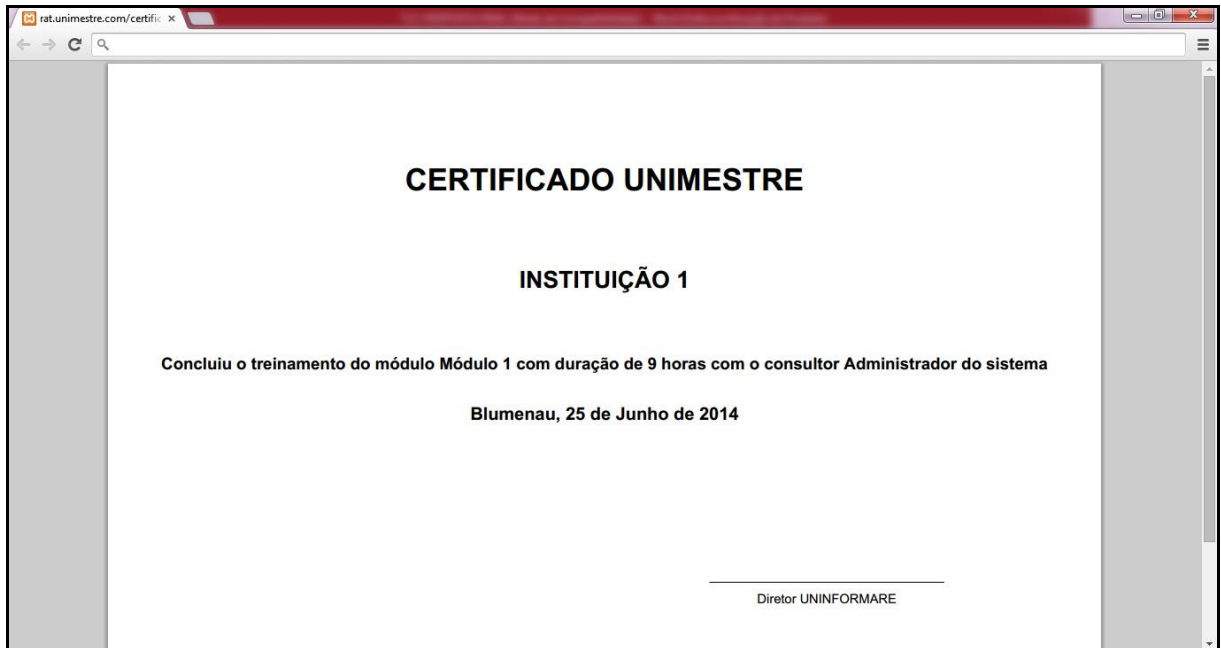 rat.unimestre.com/certific
CERTIFICADO UNIMESTRE
INSTITUIÇÃO 1
Concluiu o treinamento do módulo Módulo 1 com duração de 9 horas com o consultor Administrador do sistema
Blumenau, 25 de Junho de 2014
Diretor UNINFORMARE